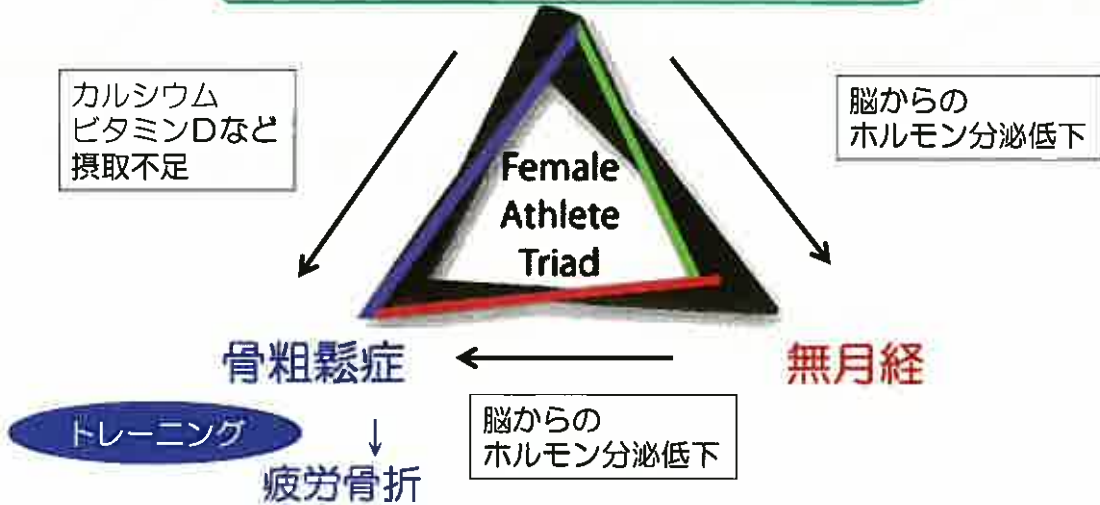 カルシウム
ビタミンDなど
摂取不足
脳からの
ホルモン分泌低下
Female
Athlete
Triad
骨粗鬆症
無月経
脳からの
ホルモン分泌低下
トレーニング
疲労骨折